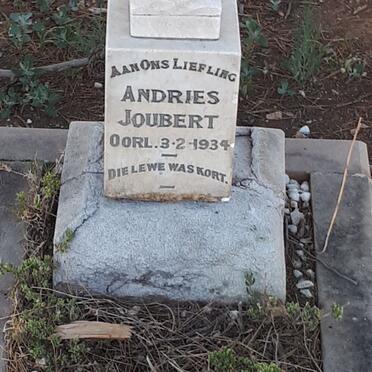 AAN ONS LIEFLING
ANDRIES
JOUBERT
OORL. 3-2-1934
DIE LEWE WAS KORT.